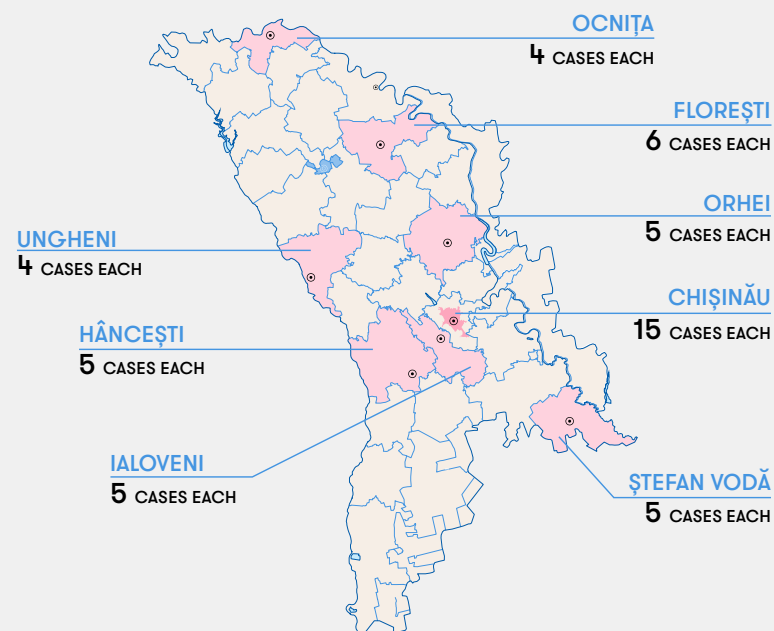 OCNIȚA
4 CASES EACH
FLOREȘTI
6 CASES EACH
ORHEI
5 CASES EACH
UNGHENI
4 CASES EACH
CHIȘINĂU
15 CASES EACH
HÂNCEȘTI
5 CASES EACH
IALOVENI
5 CASES EACH
ȘTEFAN VODĂ
5 CASES EACH